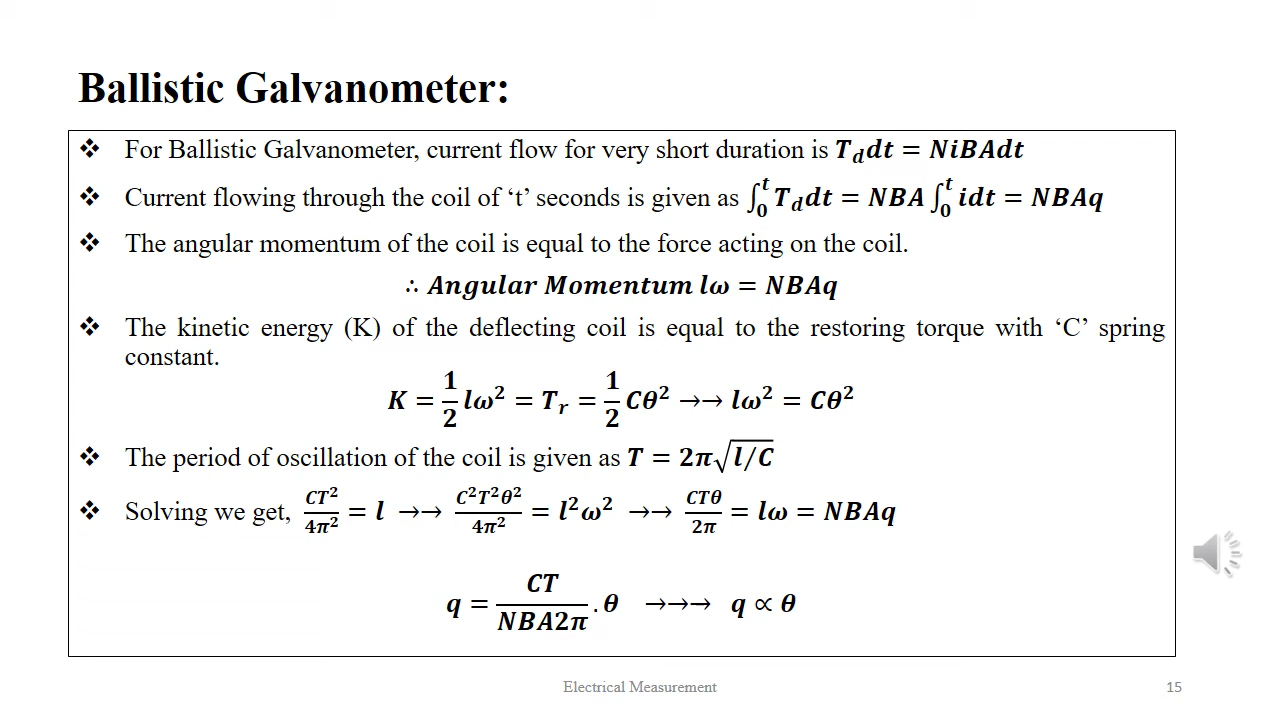 Ballistic Galvanometer:
❖ For Ballistic Galvanometer, current flow for very short duration is T_d dt = NiBAdt
❖ Current flowing through the coil of ‘t’ seconds is given as ∫₀ᵗ T_d dt = NBA ∫₀ᵗ idt = NBAq
❖ The angular momentum of the coil is equal to the force acting on the coil.
∴ Angular Momentum lω = NBAq
❖ The kinetic energy (K) of the deflecting coil is equal to the restoring torque with ‘C’ spring
constant.
K = 1/2 lω² = T_r = 1/2 Cθ² →→ lω² = Cθ²
❖ The period of oscillation of the coil is given as T = 2π√(l/C)
❖ Solving we get, CT²/4π² = l →→ C²T²θ²/4π² = l²ω² →→ CTθ/2π = lω = NBAq
q = CT/NBA2π . θ →→→ q ∝ θ
Electrical Measurement
15